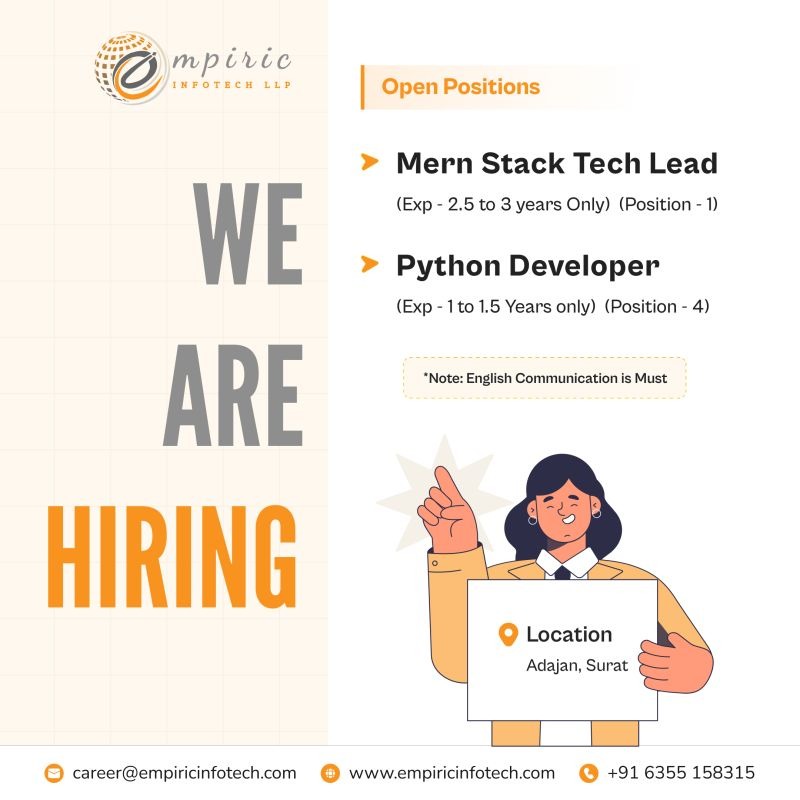 Empiric
INFOTECH LLP
WE
ARE
HIRING
Open Positions
Mern Stack Tech Lead
(Exp - 2.5 to 3 years Only) (Position - 1)
Python Developer
(Exp - 1 to 1.5 Years only) (Position - 4)
*Note: English Communication is Must
Location
Adajan, Surat
career@empiricinfotech.com www.empiricinfotech.com +91 6355 158315